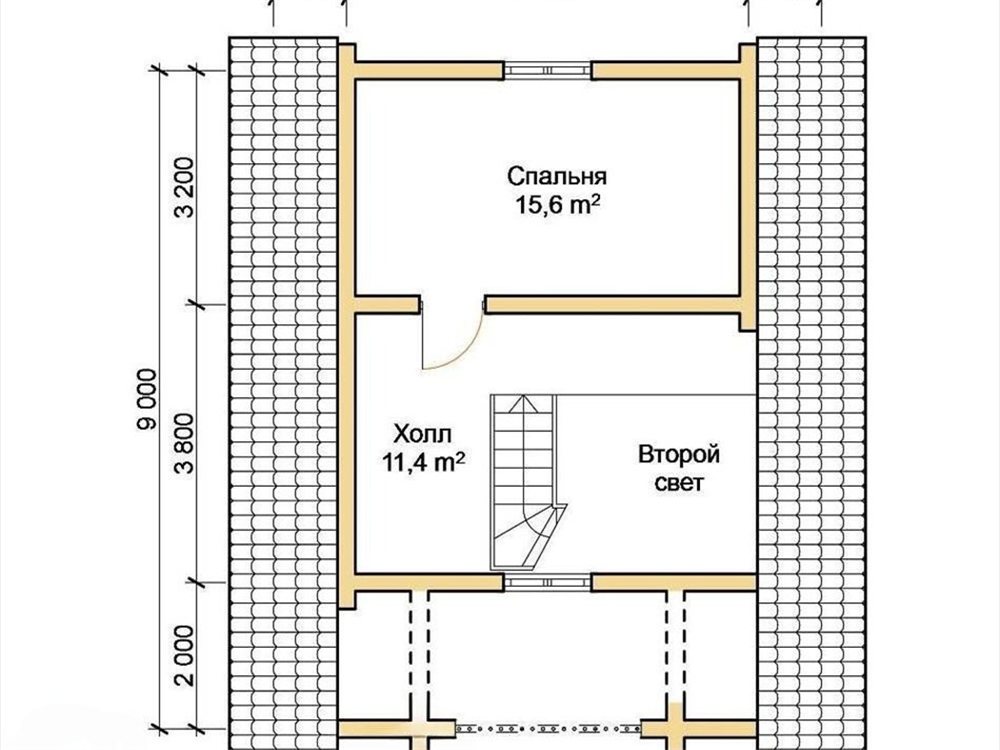 3 200
Спальня
15,6 m²
9 000
3 800
Холл
11,4 m²
Второй
свет
2 000